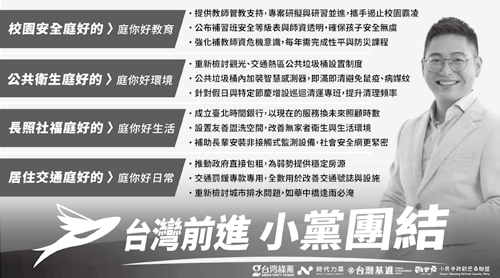 校園安全庭好的 〉庭你好教育
・提供教師管教支持，專案研擬與研習並進，攜手遏止校園霸凌
・公布補習班安全等級表與師資透明，確保孩子安全無虞
・強化補教師資危機意識，每年需完成性平與防災課程
公共衛生庭好的 〉庭你好環境
・重新檢討觀光、交通熱區公共垃圾桶設置制度
・公共垃圾桶內加裝智慧感測器，即滿即清避免鼠疫、病媒蚊
・針對假日與特定節慶增設巡迴清運專班，提升清理頻率
長照社福庭好的 〉庭你好生活
・成立臺北時間銀行，以現在的服務換未來照顧時數
・設置友善盥洗空間，改善無家者衛生與生活環境
・補助長輩安裝非接觸式監測設備，社會安全網更緊密
居住交通庭好的 〉庭你好日常
・推動政府直接包租，為弱勢提供穩定房源
・交通罰鍰專款專用，全數用於改善交通號誌與設施
・重新檢討城市排水問題，如華中橋逢雨必淹
台灣前進 小黨團結
台灣綠黨 時代力量 台灣基進 小民參政歐巴桑聯盟